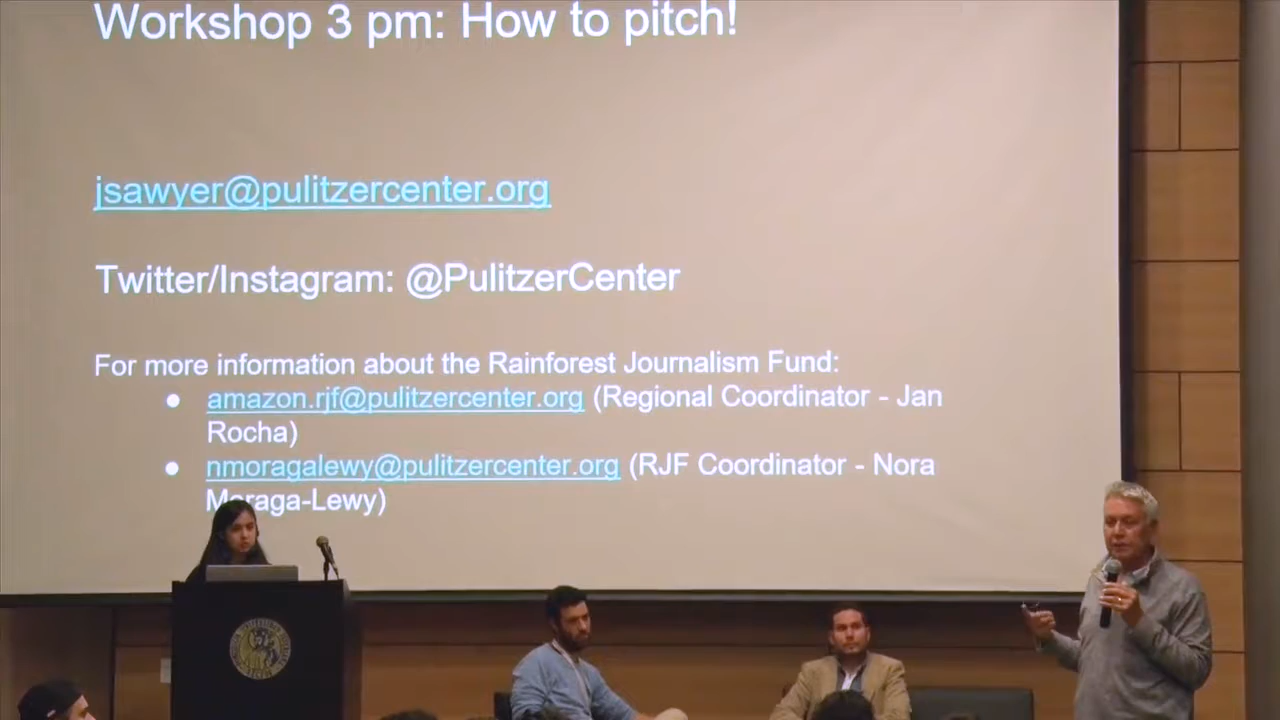 Workshop 3 pm: How to pitch!
jsawyer@pulitzercenter.org
Twitter/Instagram: @PulitzerCenter
For more information about the Rainforest Journalism Fund:
● amazon.rjf@pulitzercenter.org (Regional Coordinator - Jan
Rocha)
● nmoragalewy@pulitzercenter.org (RJF Coordinator - Nora
Moraga-Lewy)